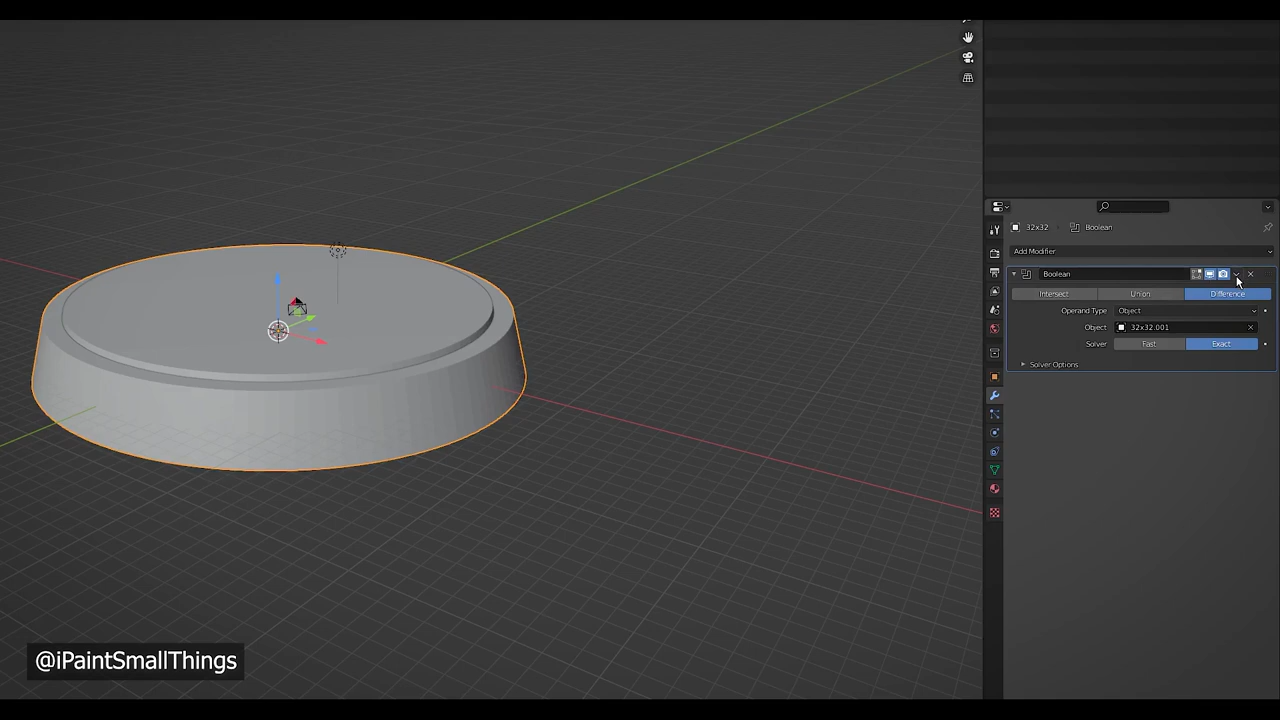 32x32 Boolean
Add Modifier
Boolean
Intersect Union Difference
Operand Type Object
Object 32x32.001
Solver Fast Exact
Solver Options
@iPaintSmallThings